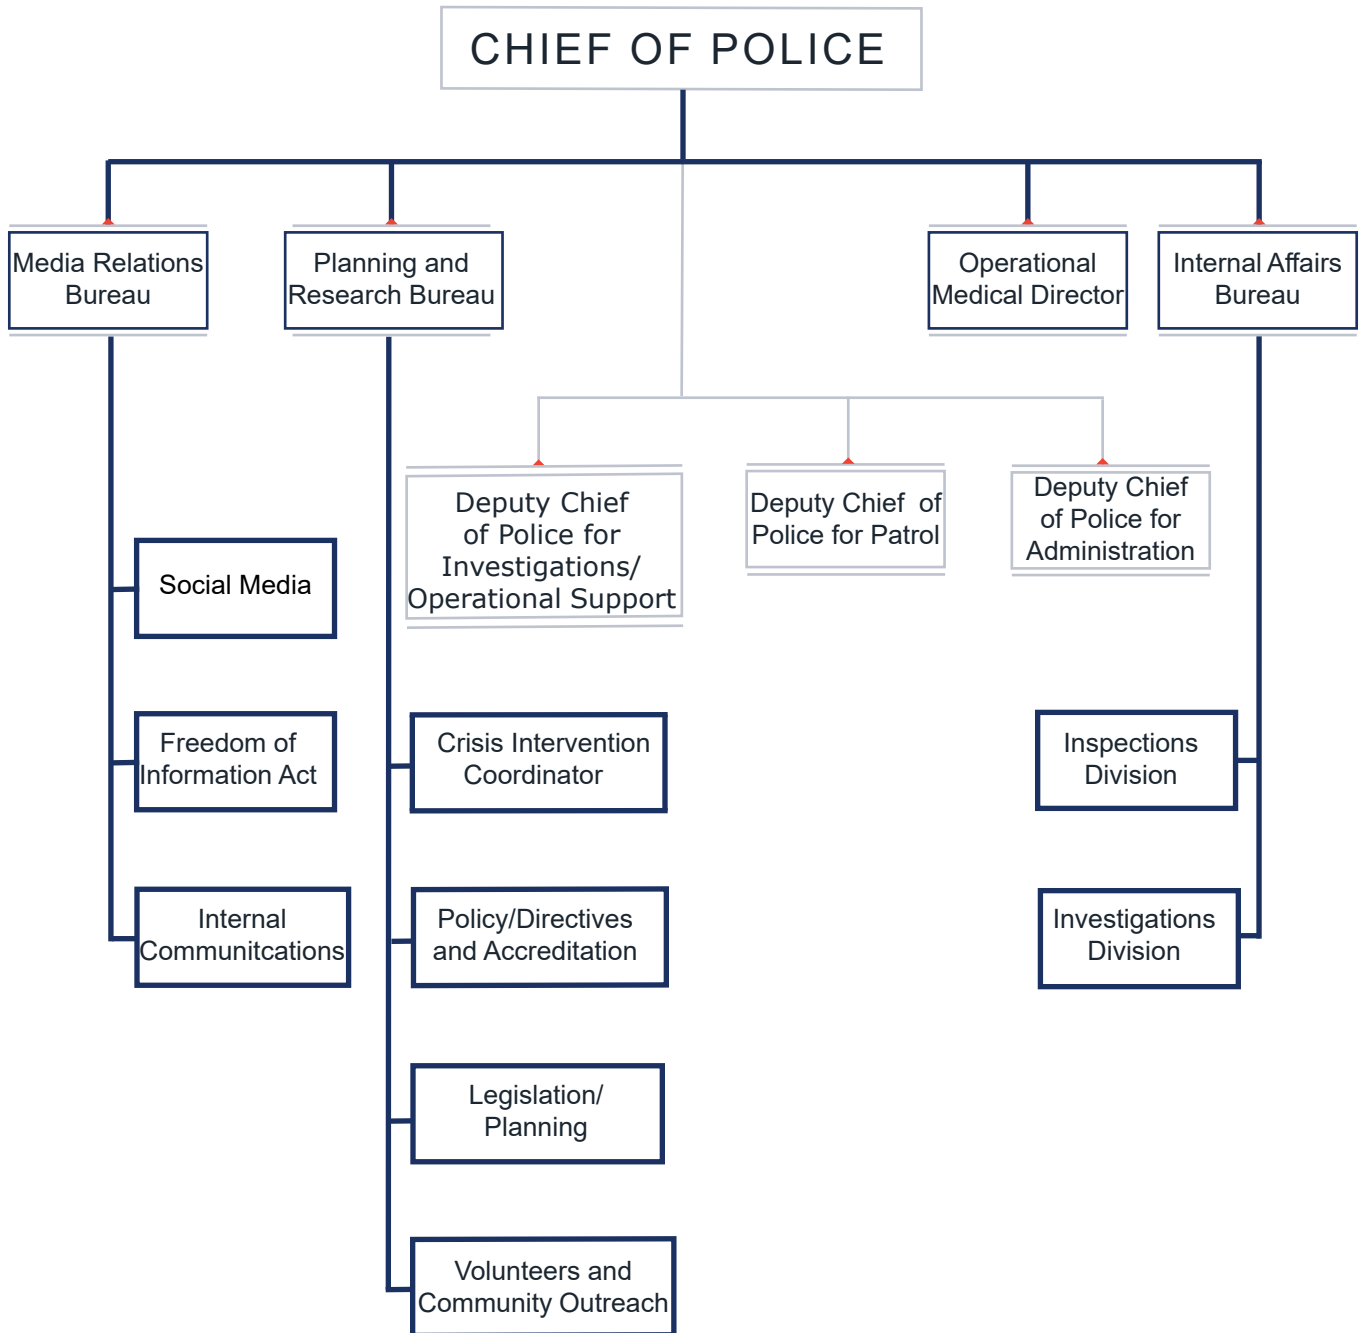 CHIEF OF POLICE
Media Relations
Bureau
Planning and
Research Bureau
Operational
Medical Director
Internal Affairs
Bureau
Deputy Chief
of Police for
Investigations/
Operational Support
Deputy Chief of
Police for Patrol
Deputy Chief
of Police for
Administration
Social Media
Freedom of
Information Act
Internal
Communitcations
Crisis Intervention
Coordinator
Policy/Directives
and Accreditation
Legislation/
Planning
Volunteers and
Community Outreach
Inspections
Division
Investigations
Division